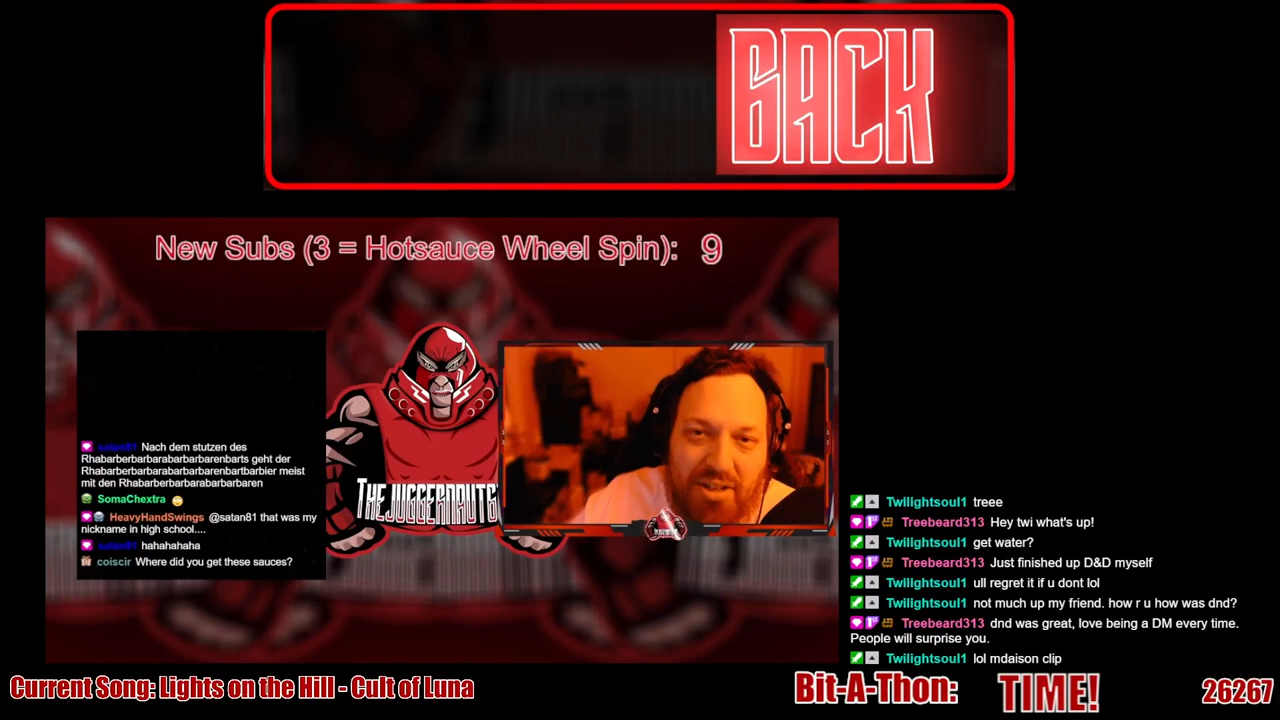 BACK
New Subs (3 = Hotsauce Wheel Spin): 9
satan81 Nach dem stutzen des
Rhabarberbarbarabarbarbarenbarts geht der
Rhabarberbarbarabarbarbarenbartbarbier meist
mit den Rhabarberbarbarabarbarbaren
SomaChextra
HeavyHandSwings @satan81 that was my
nickname in high school....
satan81 hahahahaha
coiscir Where did you get these sauces?
Twilightsoul1 treee
Treebeard313 Hey twi what's up!
Twilightsoul1 get water?
Treebeard313 Just finished up D&D myself
Twilightsoul1 ull regret it if u dont lol
Twilightsoul1 not much up my friend. how r u how was dnd?
Treebeard313 dnd was great, love being a DM every time.
People will surprise you.
Twilightsoul1 lol mdaison clip
Current Song: Lights on the Hill - Cult of Luna
Bit-A-Thon: TIME! 26267